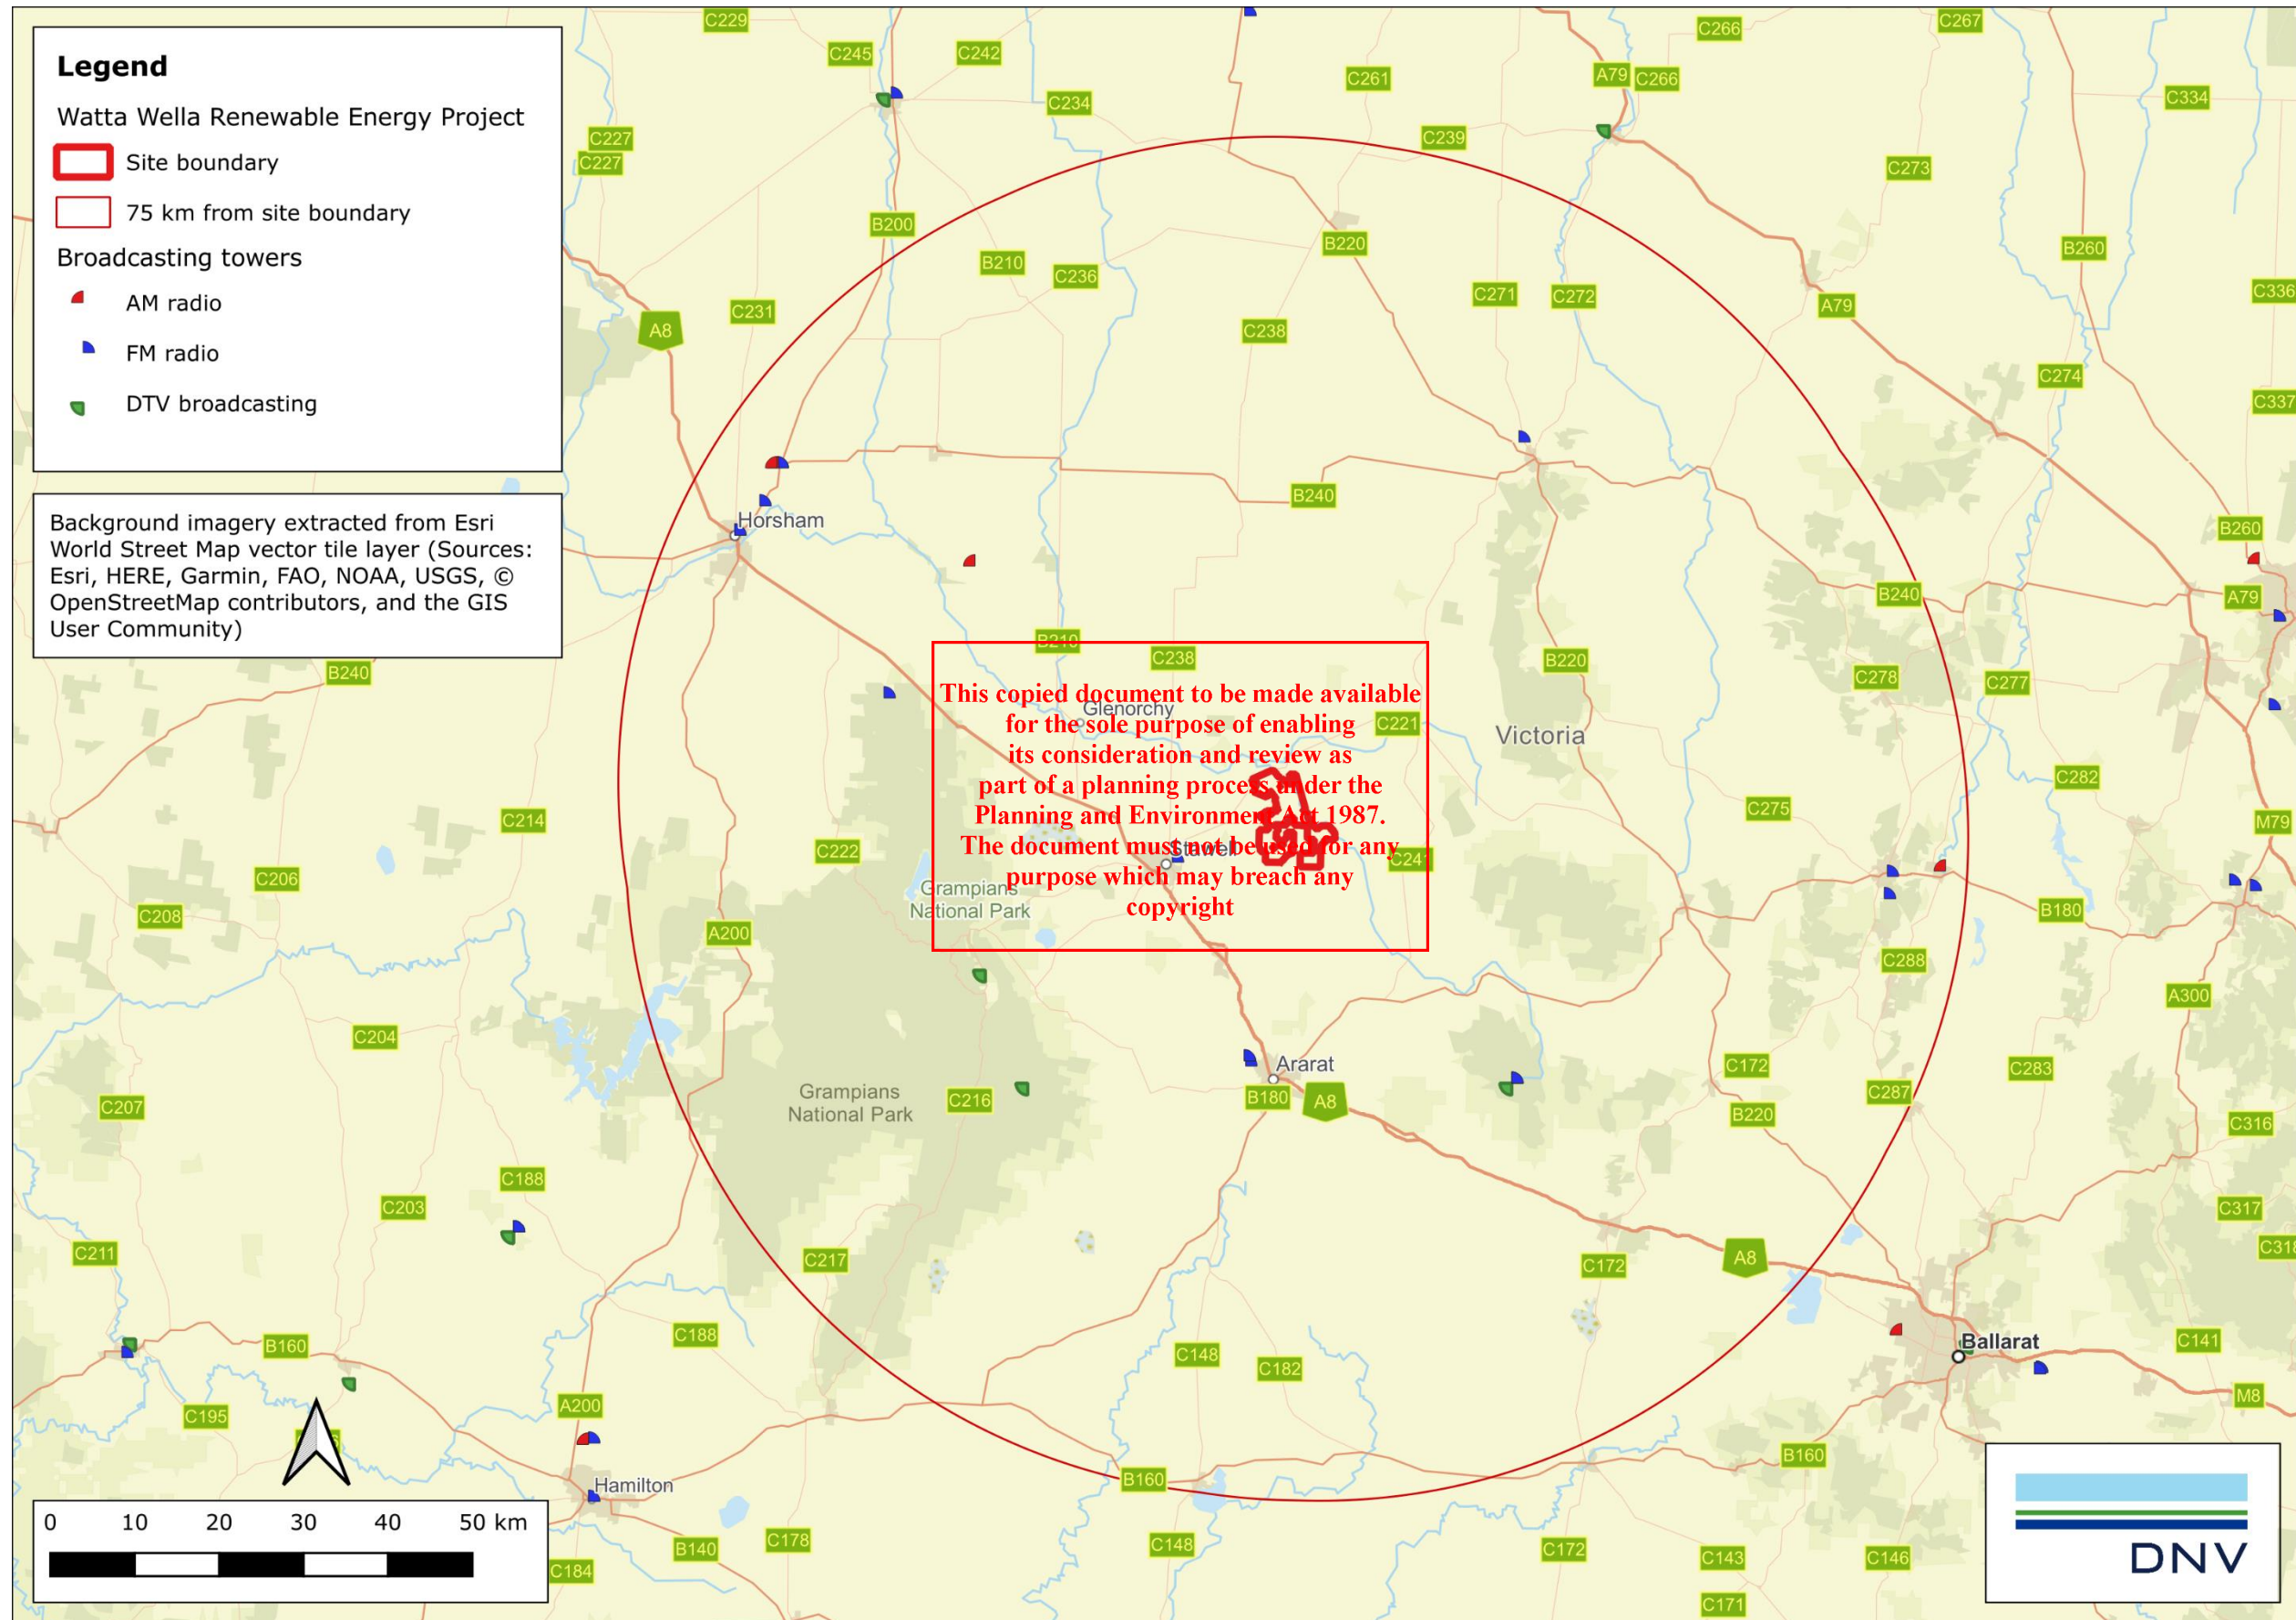 Legend
Watta Wella Renewable Energy Project
Site boundary
75 km from site boundary
Broadcasting towers
AM radio
FM radio
DTV broadcasting
Background imagery extracted from Esri
World Street Map vector tile layer (Sources:
Esri, HERE, Garmin, FAO, NOAA, USGS, ©
OpenStreetMap contributors, and the GIS
User Community)
C229
C245
C242
C234
C261
A79
C266
C266
C267
C334
C227
C227
C239
C273
B200
B210
C236
B220
B260
C231
A8
C238
C271
C272
A79
C336
C274
C337
B240
Horsham
B260
B240
A79
B210
C238
B220
C278
C277
B240
This copied document to be made available
for the sole purpose of enabling
its consideration and review as
part of a planning process under the
Planning and Environment Act 1987.
The document must not be used for any
purpose which may breach any
copyright
Glenorchy
C221
Victoria
C282
C275
M79
C214
C222
Stawell
C241
C206
Grampians
National Park
C208
A200
B180
C288
A300
C204
Ararat
C172
C283
Grampians
National Park
C216
B180
A8
C207
C287
B220
C316
C188
C203
C317
C211
C217
C172
A8
C318
B160
C188
C148
C182
Ballarat
C141
C195
A200
M8
B160
B160
Hamilton
0 10 20 30 40 50 km
B140
C178
C148
C172
C143
C146
C184
C171
DNV